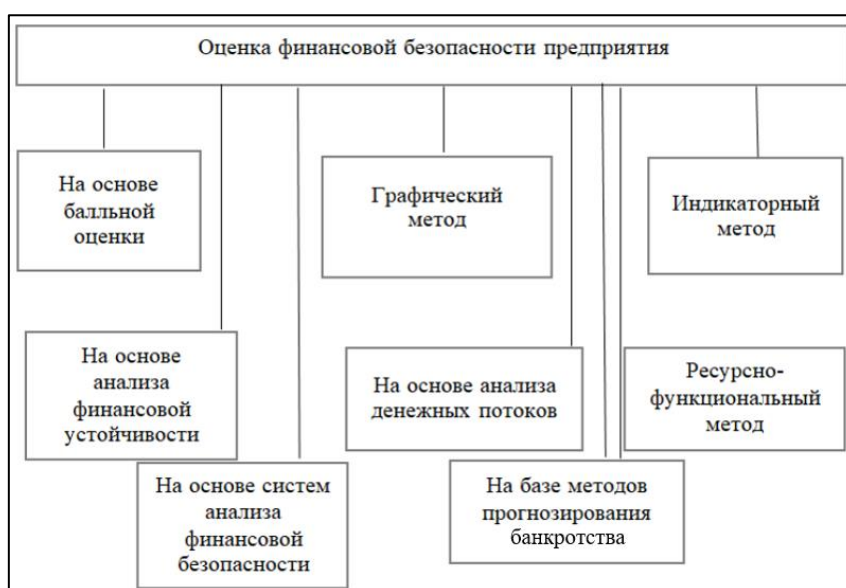 Оценка финансовой безопасности предприятия
На основе
балльной
оценки
Графический
метод
Индикаторный
метод
На основе
анализа
финансовой
устойчивости
На основе анализа
денежных потоков
Ресурсно-
функциональный
метод
На основе систем
анализа
финансовой
безопасности
На базе методов
прогнозирования
банкротства